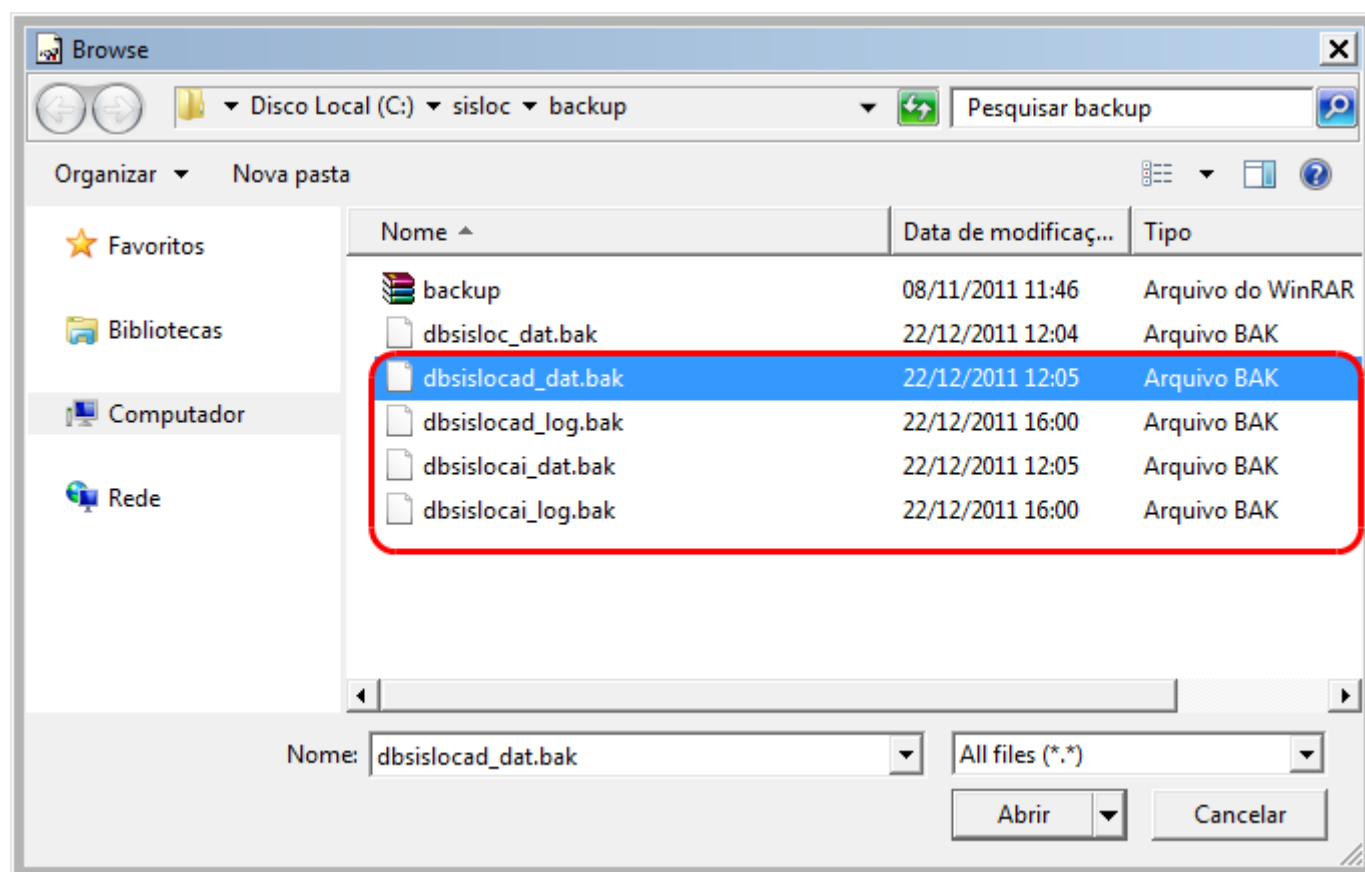 Browse
Disco Local (C:) sisloc backup Pesquisar backup
Organizar Nova pasta
Favoritos
Bibliotecas
Computador
Rede
Nome Data de modificaç... Tipo
backup 08/11/2011 11:46 Arquivo do WinRAR
dbsisloc_dat.bak 22/12/2011 12:04 Arquivo BAK
dbsislocad_dat.bak 22/12/2011 12:05 Arquivo BAK
dbsislocad_log.bak 22/12/2011 16:00 Arquivo BAK
dbsislocai_dat.bak 22/12/2011 12:05 Arquivo BAK
dbsislocai_log.bak 22/12/2011 16:00 Arquivo BAK
Nome: dbsislocad_dat.bak All files (*.*)
Abrir Cancelar